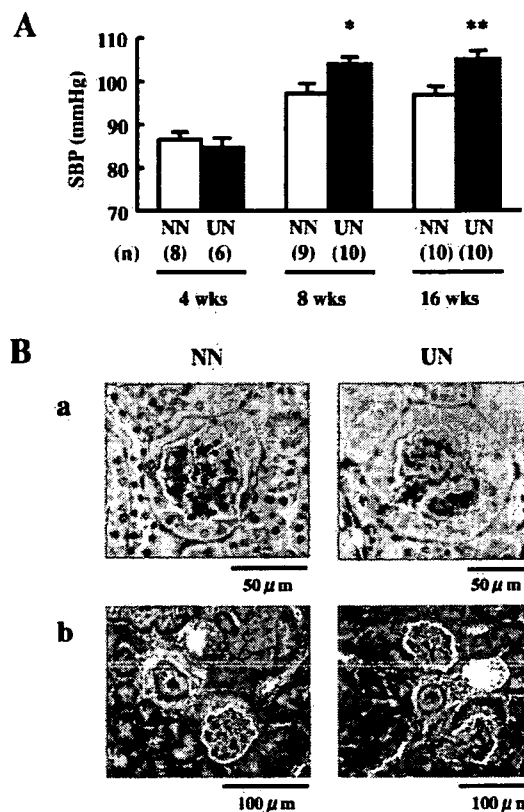 A
* **
110
100
90
80
70
SBP (mmHg)
NN UN NN UN NN UN
(n) (8) (6) (9) (10) (10) (10)
4 wks 8 wks 16 wks
B
NN UN
a
50 μm 50 μm
b
100 μm 100 μm